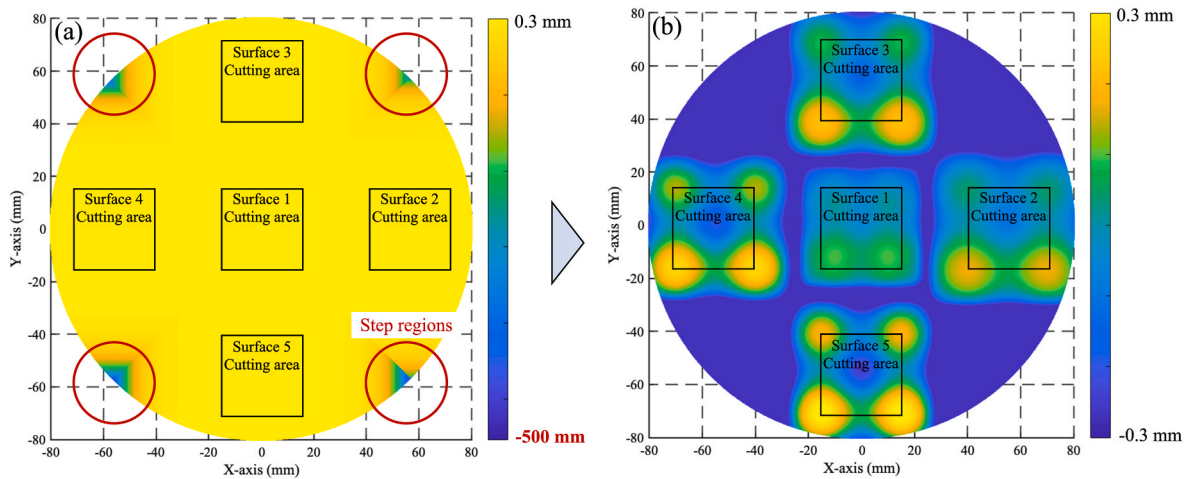 (a)
0.3 mm
Surface 3
Cutting area
Surface 4
Cutting area
Surface 1
Cutting area
Surface 2
Cutting area
Step regions
Surface 5
Cutting area
-500 mm
80
60
40
20
0
-20
-40
-60
-80
Y-axis (mm)
-80 -60 -40 -20 0 20 40 60 80
X-axis (mm)
(b)
0.3 mm
Surface 3
Cutting area
Surface 4
Cutting area
Surface 1
Cutting area
Surface 2
Cutting area
Surface 5
Cutting area
-0.3 mm
80
60
40
20
0
-20
-40
-60
-80
Y-axis (mm)
-80 -60 -40 -20 0 20 40 60 80
X-axis (mm)